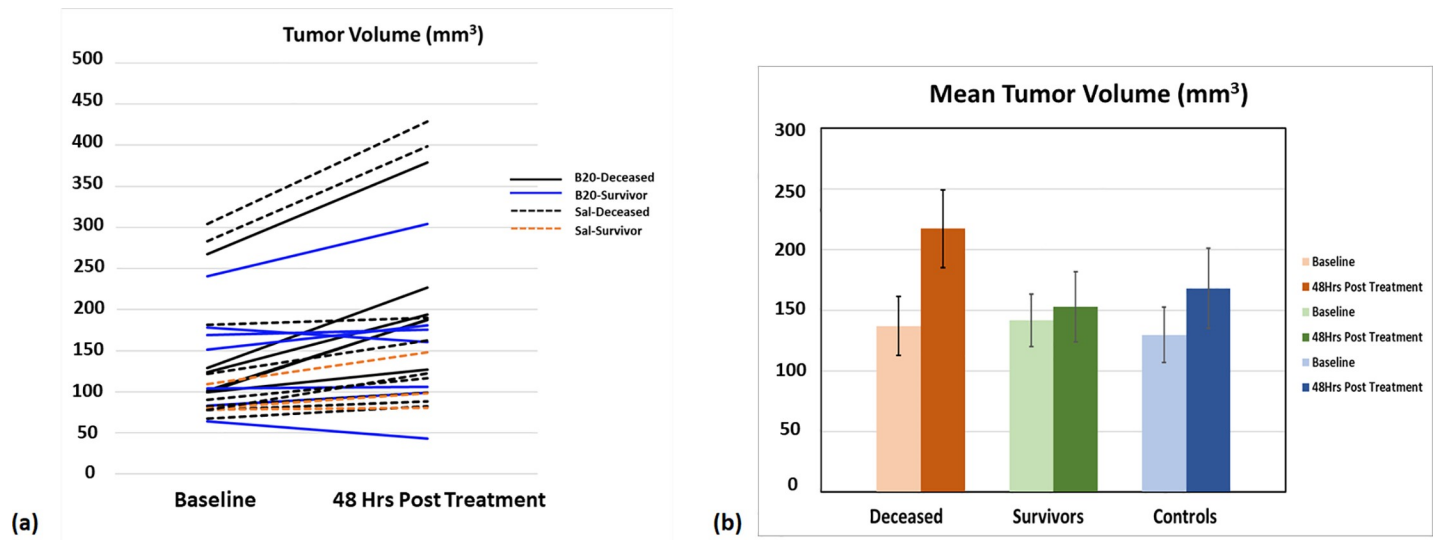 Tumor Volume (mm³)
500
450
400
350
300
250
200
150
100
50
0
Baseline 48 Hrs Post Treatment
B20-Deceased
B20-Survivor
Sal-Deceased
Sal-Survivor
(a)
Mean Tumor Volume (mm³)
300
250
200
150
100
50
0
Deceased Survivors Controls
Baseline
48Hrs Post Treatment
Baseline
48Hrs Post Treatment
Baseline
48Hrs Post Treatment
(b)